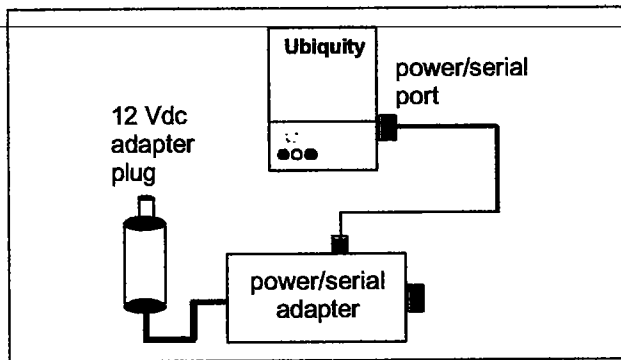 Ubiquity
power/serial
port
12 Vdc
adapter
plug
power/serial
adapter